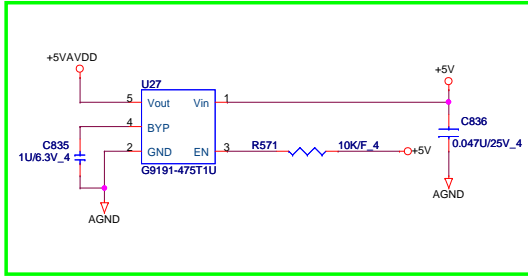 +5VAVDD
+5V
U27
5 Vout Vin 1
C836
4 BYP
C835
1U/6.3V_4
0.047U/25V_4
2 GND EN 3
R571 10K/F_4 +5V
G9191-475T1U
AGND
AGND